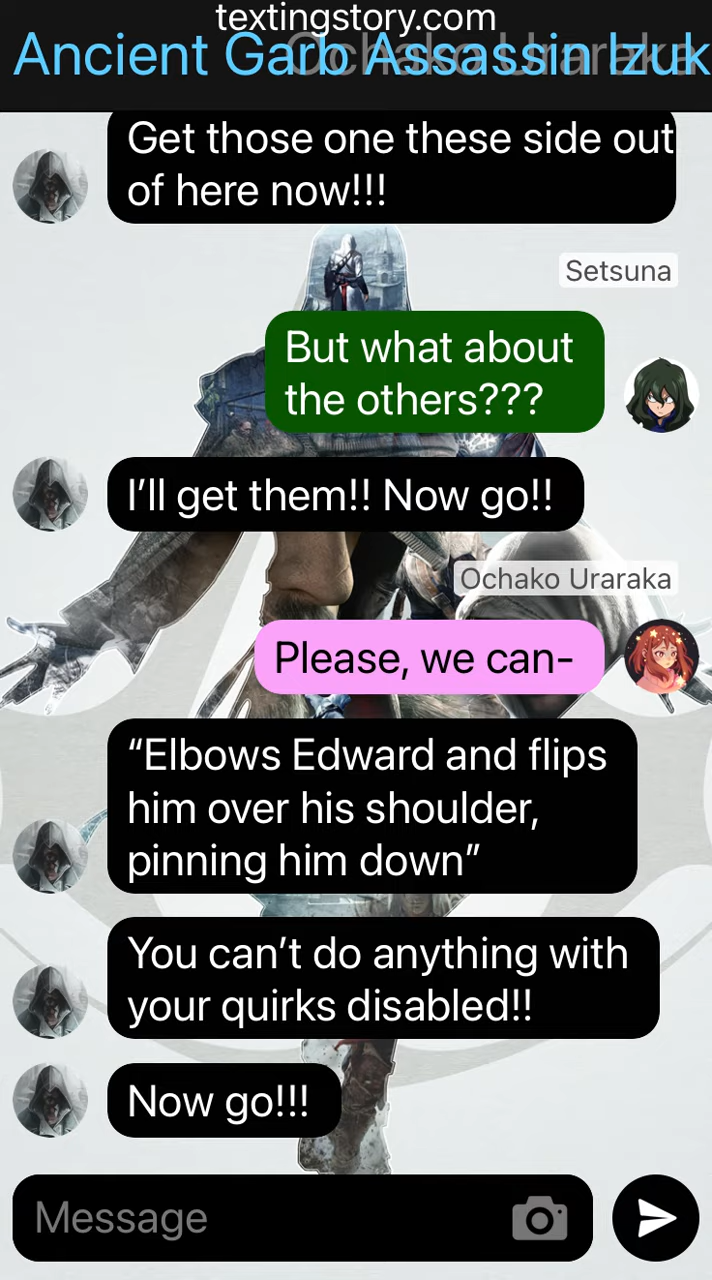 textingstory.com
Ancient Garb Assassin Izuk
Ochako Uraraka
Get those one these side out
of here now!!!
Setsuna
But what about
the others???
I’ll get them!! Now go!!
Ochako Uraraka
Please, we can-
“Elbows Edward and flips
him over his shoulder,
pinning him down”
You can’t do anything with
your quirks disabled!!
Now go!!!
Message